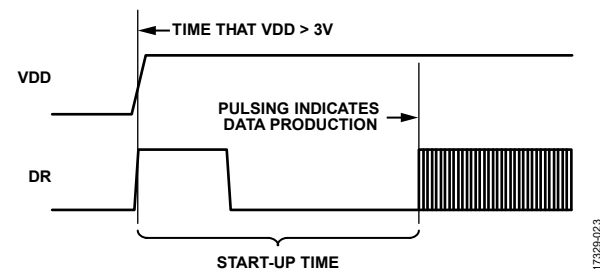 TIME THAT VDD > 3V
VDD
PULSING INDICATES
DATA PRODUCTION
DR
START-UP TIME
17329-023